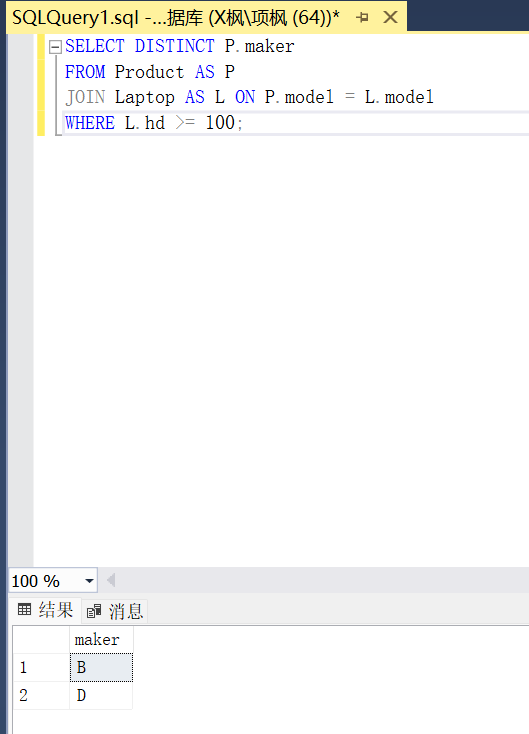 SQLQuery1.sql -...据库 (X枫\项枫 (64))*
SELECT DISTINCT P.maker
FROM Product AS P
JOIN Laptop AS L ON P.model = L.model
WHERE L.hd >= 100;
100 %
结果 消息
maker
1 B
2 D